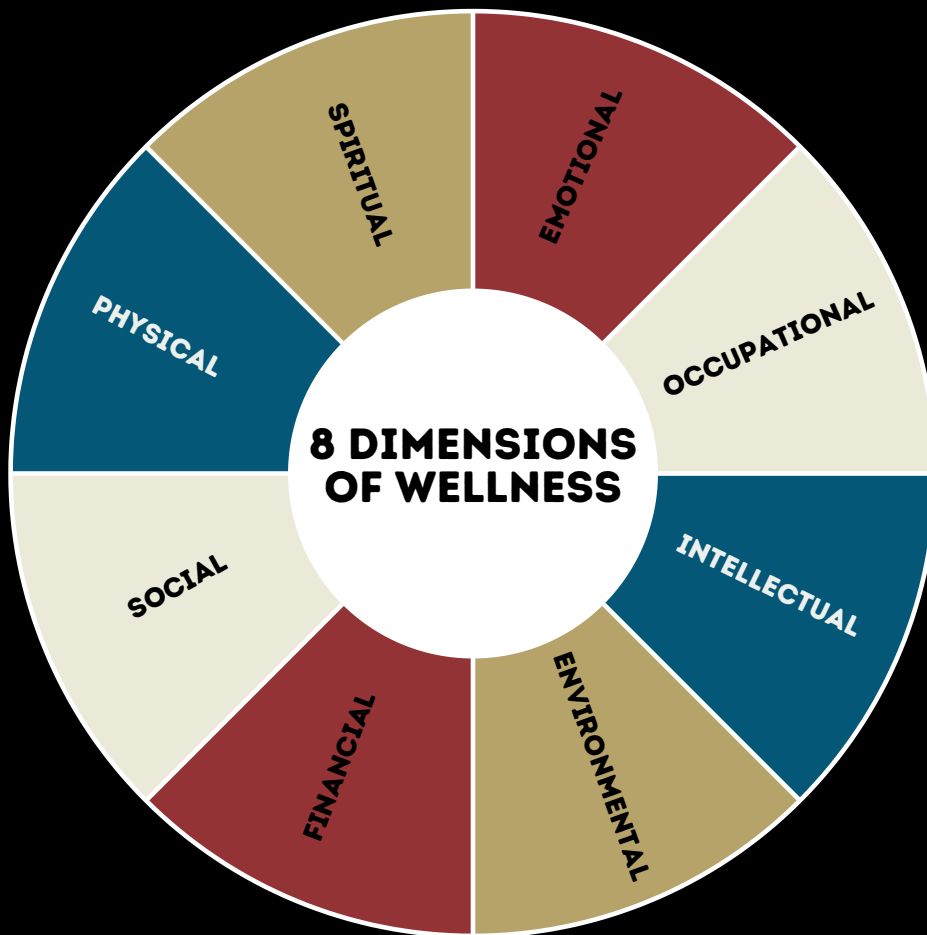 SPIRITUAL
EMOTIONAL
PHYSICAL
OCCUPATIONAL
8 DIMENSIONS
OF WELLNESS
SOCIAL
INTELLECTUAL
FINANCIAL
ENVIRONMENTAL